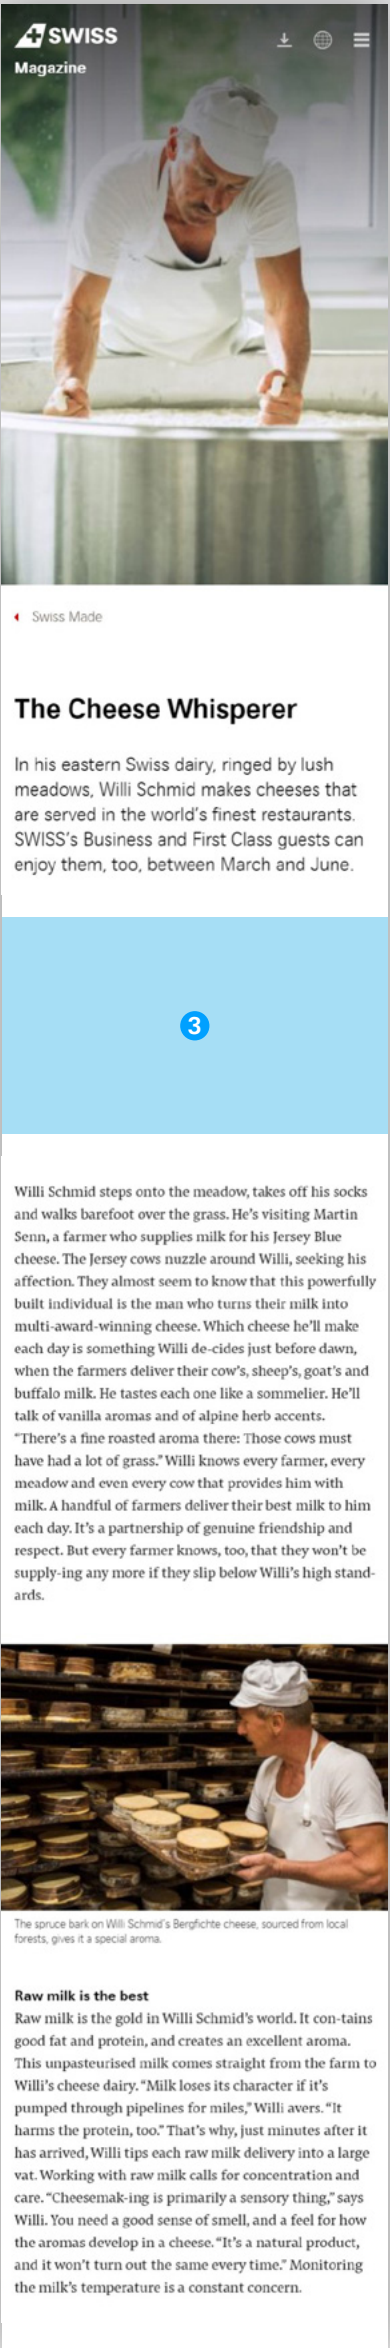 SWISS
Magazine
Swiss Made
The Cheese Whisperer
In his eastern Swiss dairy, ringed by lush
meadows, Willi Schmid makes cheeses that
are served in the world's finest restaurants.
SWISS's Business and First Class guests can
enjoy them, too, between March and June.
3
Willi Schmid steps onto the meadow, takes off his socks
and walks barefoot over the grass. He's visiting Martin
Senn, a farmer who supplies milk for his Jersey Blue
cheese. The Jersey cows nuzzle around Willi, seeking his
affection. They almost seem to know that this powerfully
built individual is the man who turns their milk into
multi-award-winning cheese. Which cheese he'll make
each day is something Willi de-cides just before dawn,
when the farmers deliver their cow's, sheep's, goat's and
buffalo milk. He tastes each one like a sommelier. He'll
talk of vanilla aromas and of alpine herb accents.
“There's a fine roasted aroma there: Those cows must
have had a lot of grass.” Willi knows every farmer, every
meadow and even every cow that provides him with
milk. A handful of farmers deliver their best milk to him
each day. It's a partnership of genuine friendship and
respect. But every farmer knows, too, that they won't be
supply-ing any more if they slip below Willi's high stand-
ards.
The spruce bark on Willi Schmid's Bergfichte cheese, sourced from local
forests, gives it a special aroma.
Raw milk is the best
Raw milk is the gold in Willi Schmid's world. It con-tains
good fat and protein, and creates an excellent aroma.
This unpasteurised milk comes straight from the farm to
Willi's cheese dairy. “Milk loses its character if it's
pumped through pipelines for miles,” Willi avers. “It
harms the protein, too.” That's why, just minutes after it
has arrived, Willi tips each raw milk delivery into a large
vat. Working with raw milk calls for concentration and
care. “Cheesemak-ing is primarily a sensory thing,” says
Willi. You need a good sense of smell, and a feel for how
the aromas develop in a cheese. “It's a natural product,
and it won't turn out the same every time.” Monitoring
the milk's temperature is a constant concern.